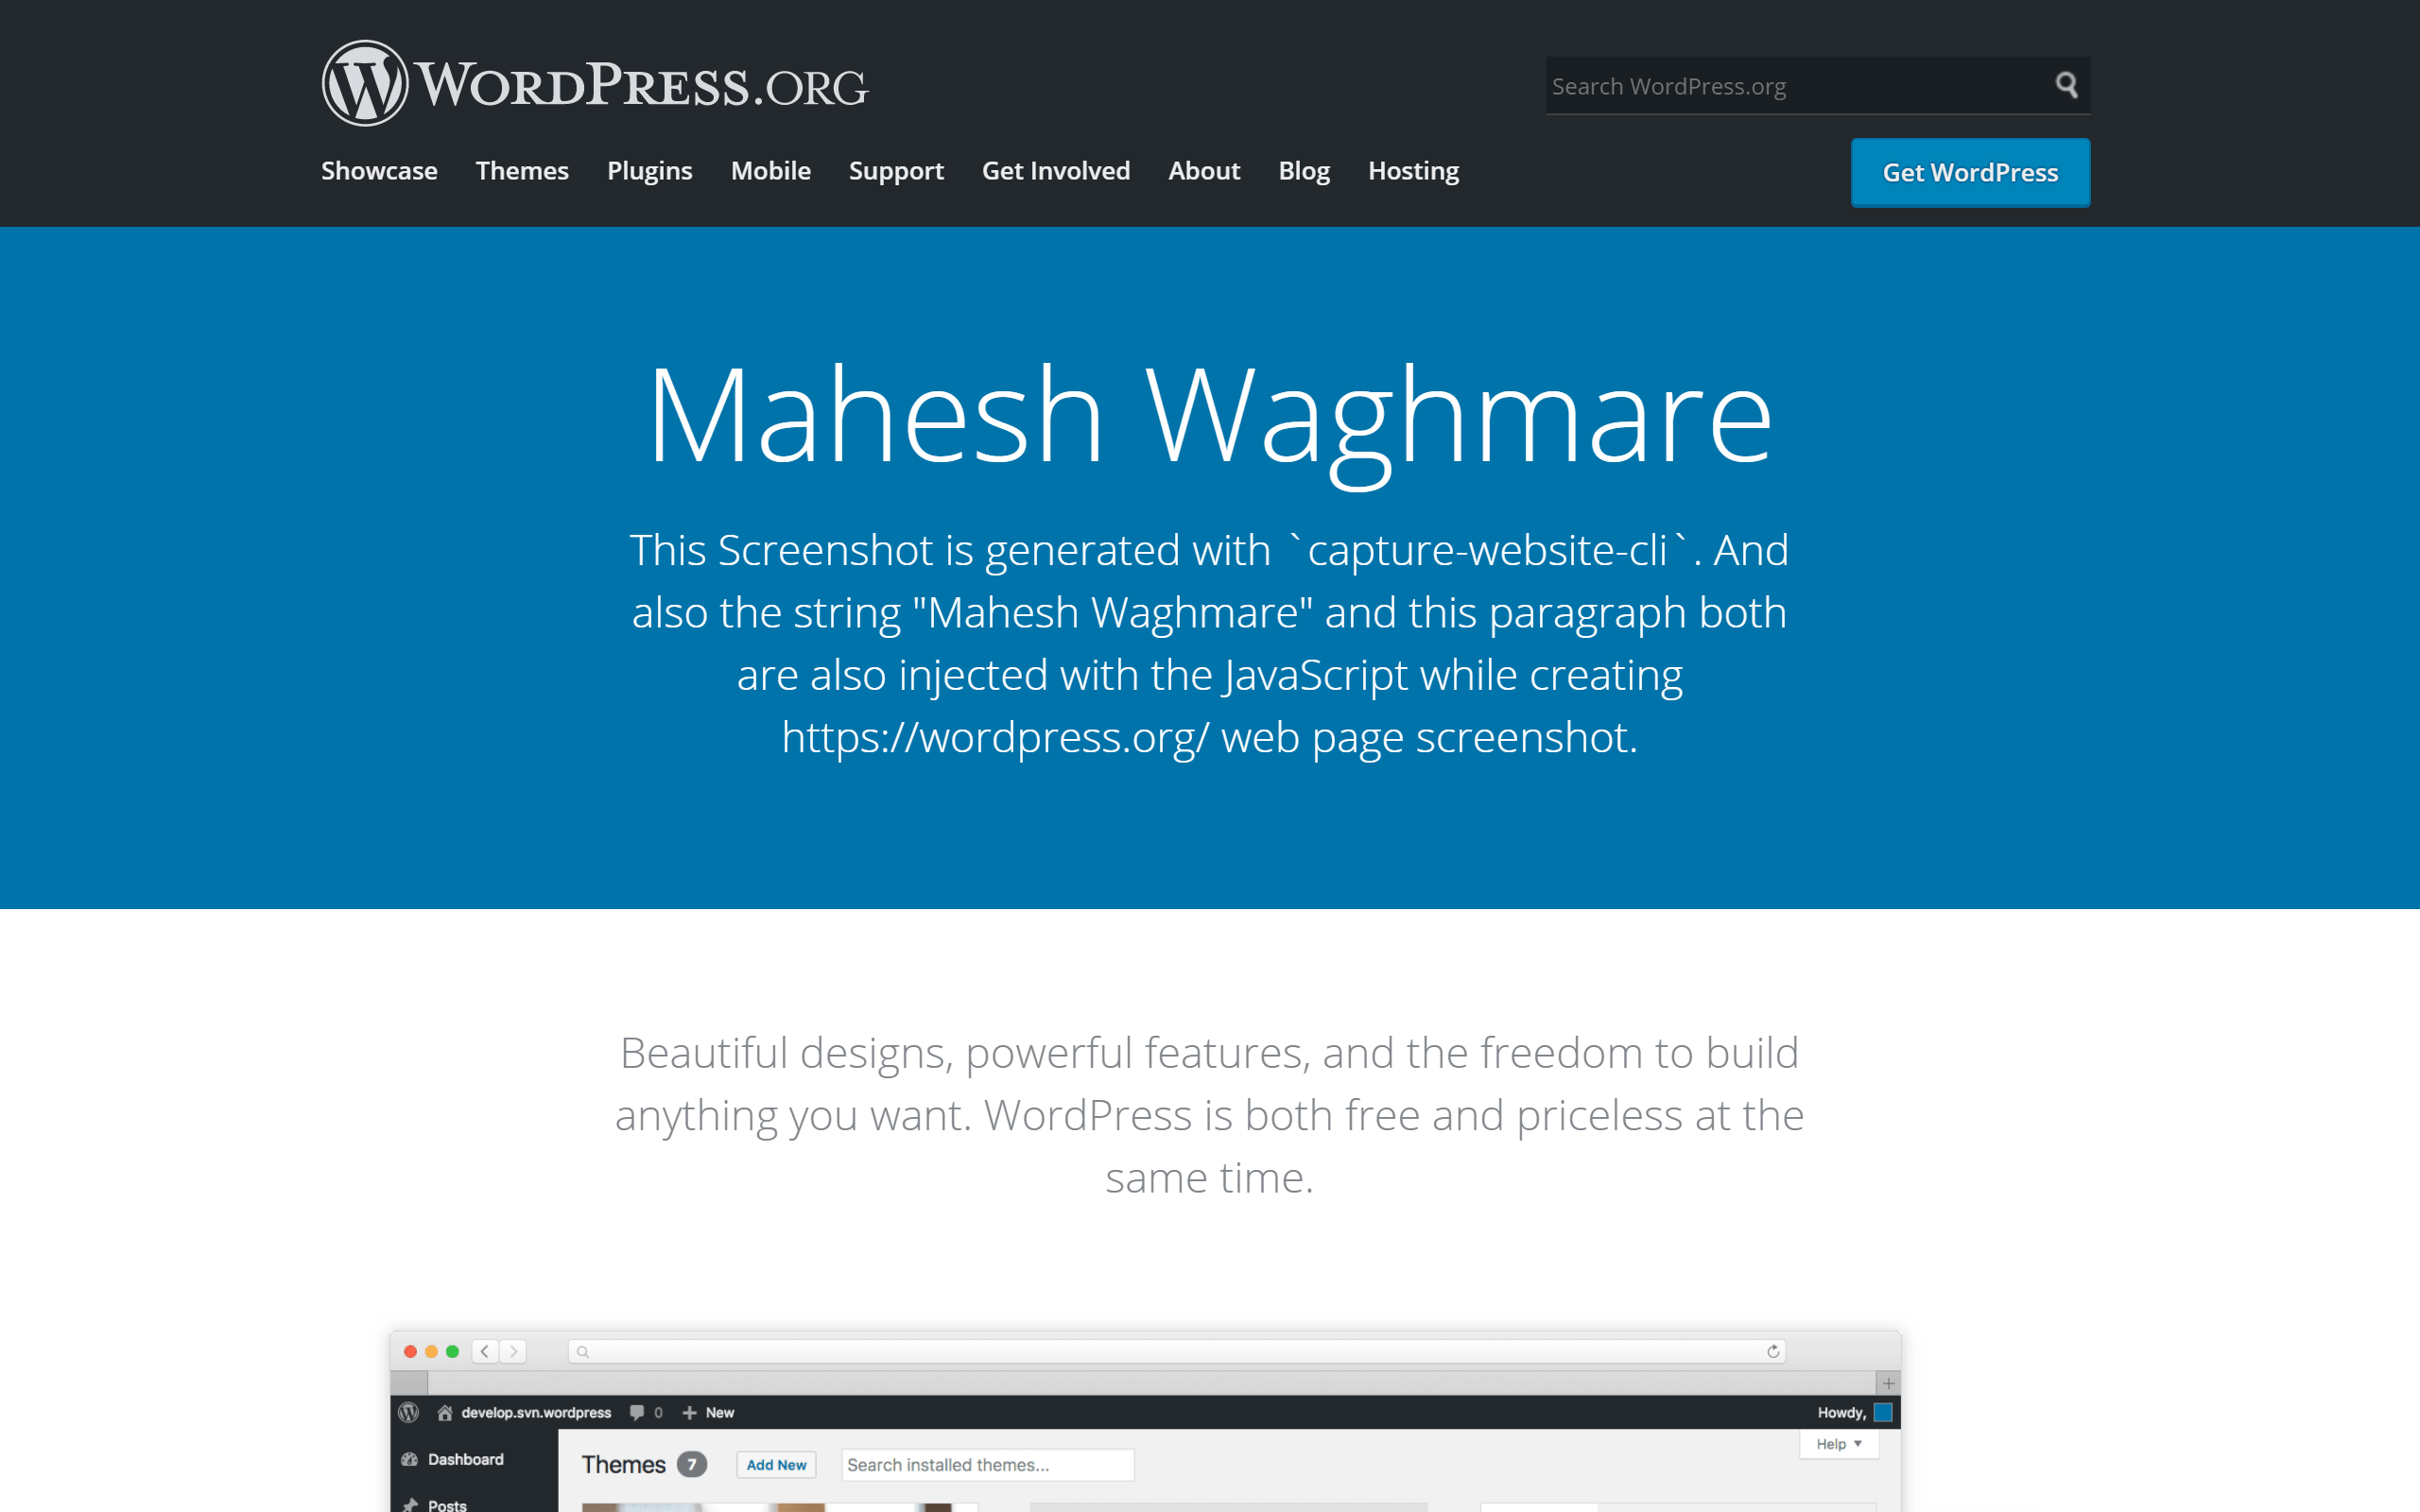 WORDPRESS.ORG
Search WordPress.org
Showcase Themes Plugins Mobile Support Get Involved About Blog Hosting
Get WordPress
Mahesh Waghmare
This Screenshot is generated with `capture-website-cli`. And
also the string "Mahesh Waghmare" and this paragraph both
are also injected with the JavaScript while creating
https://wordpress.org/ web page screenshot.
Beautiful designs, powerful features, and the freedom to build
anything you want. WordPress is both free and priceless at the
same time.
develop.svn.wordpress 0 New Howdy,
Help
Dashboard
Themes 7 Add New Search installed themes...
Posts